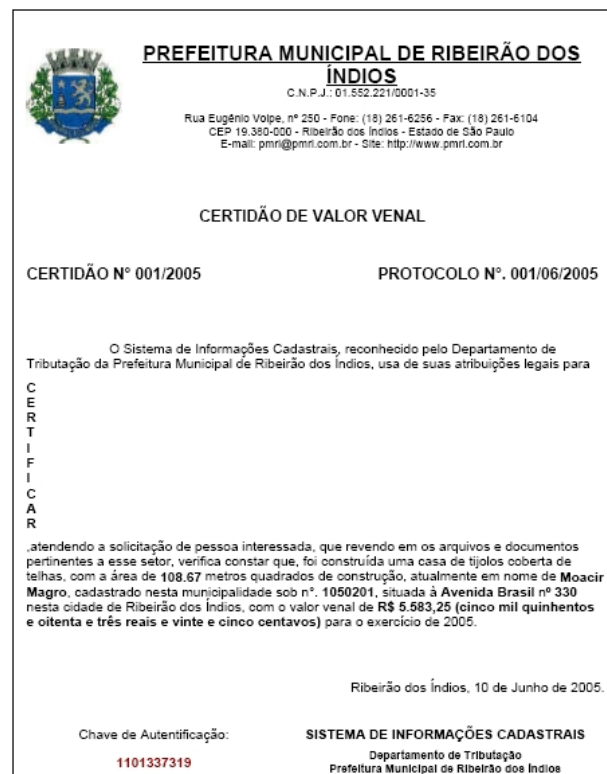 PREFEITURA MUNICIPAL DE RIBEIRÃO DOS
ÍNDIOS
C.N.P.J.: 01.552.221/0001-35
Rua Eugênio Volpe, nº 250 - Fone: (18) 261-6256 - Fax: (18) 261-6104
CEP 19.380-000 - Ribeirão dos Índios - Estado de São Paulo
E-mail: pmri@pmri.com.br - Site: http://www.pmri.com.br
CERTIDÃO DE VALOR VENAL
CERTIDÃO N° 001/2005 PROTOCOLO N°. 001/06/2005
O Sistema de Informações Cadastrais, reconhecido pelo Departamento de
Tributação da Prefeitura Municipal de Ribeirão dos Índios, usa de suas atribuições legais para
C
E
R
T
I
F
I
C
A
R
,atendendo a solicitação de pessoa interessada, que revendo em os arquivos e documentos
pertinentes a esse setor, verifica constar que, foi construída uma casa de tijolos coberta de
telhas, com a área de 108.67 metros quadrados de construção, atualmente em nome de Moacir
Magro, cadastrado nesta municipalidade sob n°. 1050201, situada à Avenida Brasil nº 330
nesta cidade de Ribeirão dos Índios, com o valor venal de R$ 5.583,25 (cinco mil quinhentos
e oitenta e três reais e vinte e cinco centavos) para o exercício de 2005.
Ribeirão dos Índios, 10 de Junho de 2005.
Chave de Autentificação: SISTEMA DE INFORMAÇÕES CADASTRAIS
1101337319 Departamento de Tributação
Prefeitura Municipal de Ribeirão dos Índios